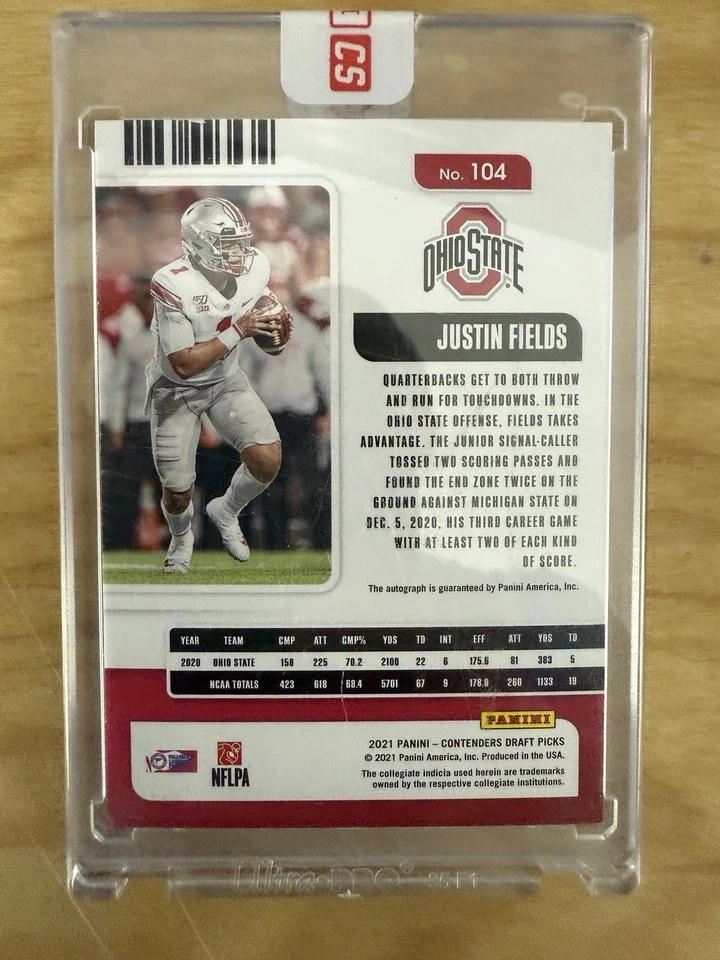 CS
No. 104
OHIO STATE
JUSTIN FIELDS
QUARTERBACKS GET TO BOTH THROW
AND RUN FOR TOUCHDOWNS. IN THE
OHIO STATE OFFENSE, FIELDS TAKES
ADVANTAGE. THE JUNIOR SIGNAL-CALLER
TOSSED TWO SCORING PASSES AND
FOUND THE END ZONE TWICE ON THE
GROUND AGAINST MICHIGAN STATE ON
DEC. 5, 2020, HIS THIRD CAREER GAME
WITH AT LEAST TWO OF EACH KIND
OF SCORE.
The autograph is guaranteed by Panini America, Inc.
YEAR TEAM CMP ATT CMP% YDS TD INT EFF ATT YDS TD
2020 OHIO STATE 158 225 70.2 2100 22 6 175.6 81 383 5
NCAA TOTALS 423 618 68.4 5701 67 9 178.8 260 1133 19
PANINI
2021 PANINI – CONTENDERS DRAFT PICKS
© 2021 Panini America, Inc. Produced in the USA.
The collegiate indicia used herein are trademarks
owned by the respective collegiate institutions.
NFLPA
Ultra·PRO®